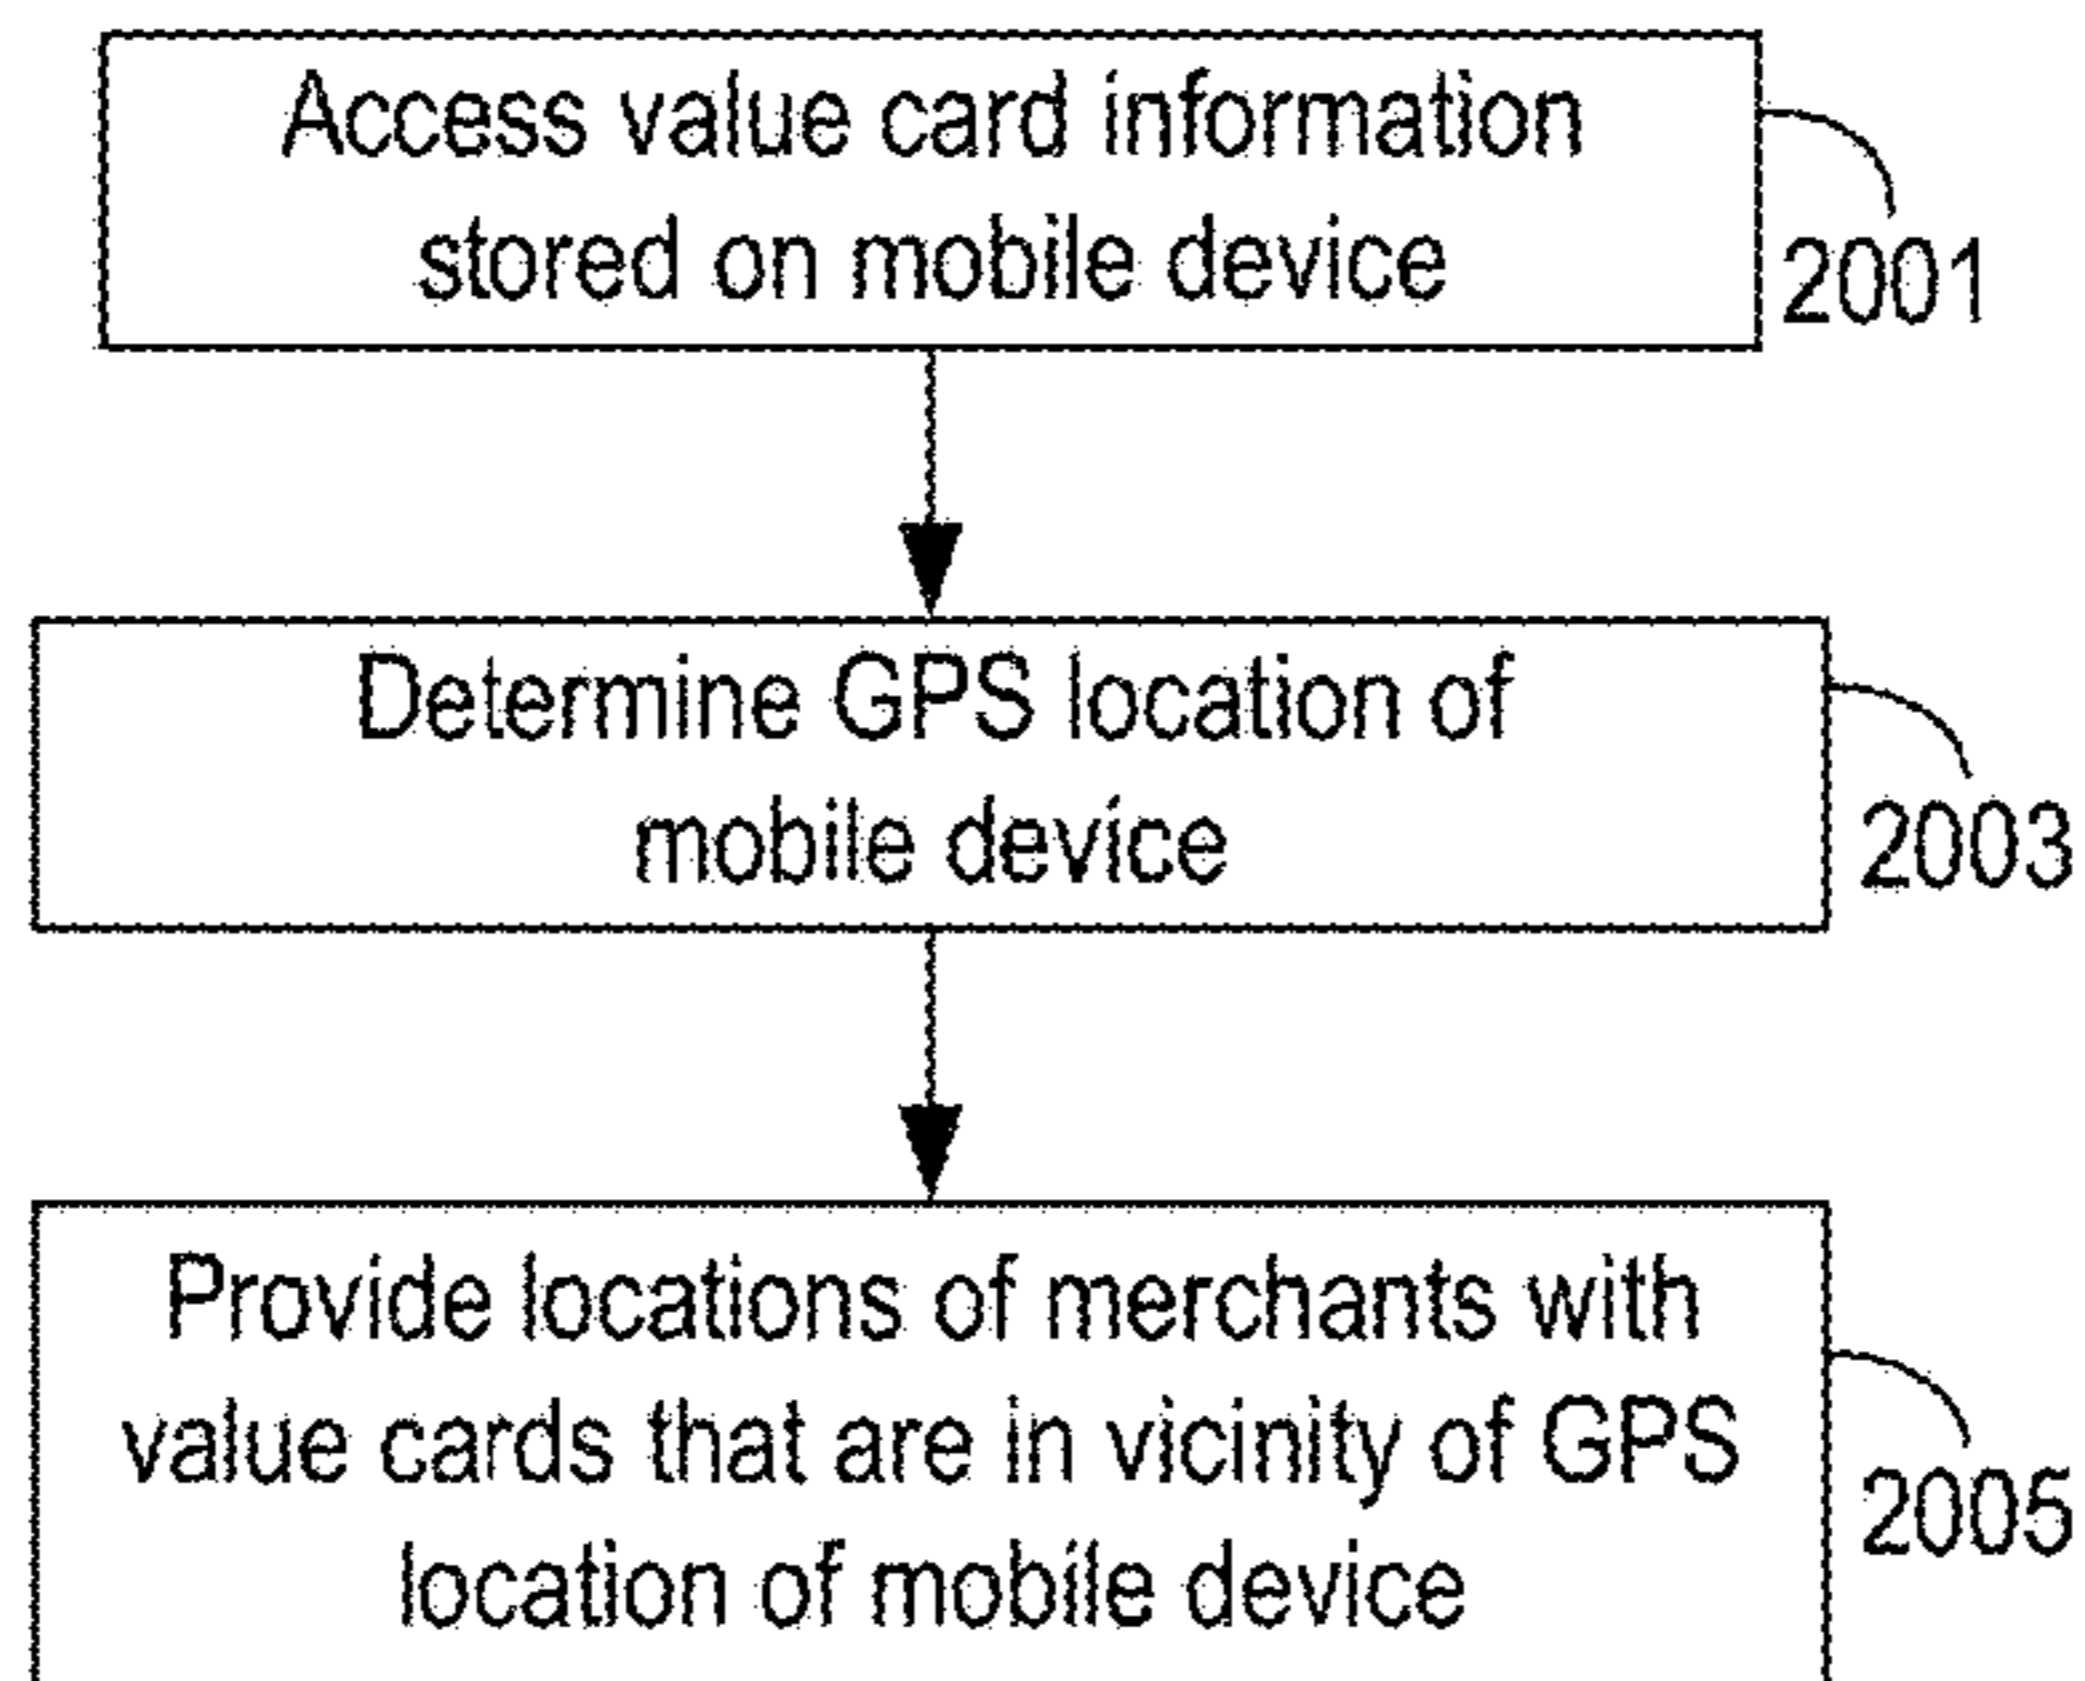 Access value card information
stored on mobile device
2001
Determine GPS location of
mobile device
2003
Provide locations of merchants with
value cards that are in vicinity of GPS
location of mobile device
2005